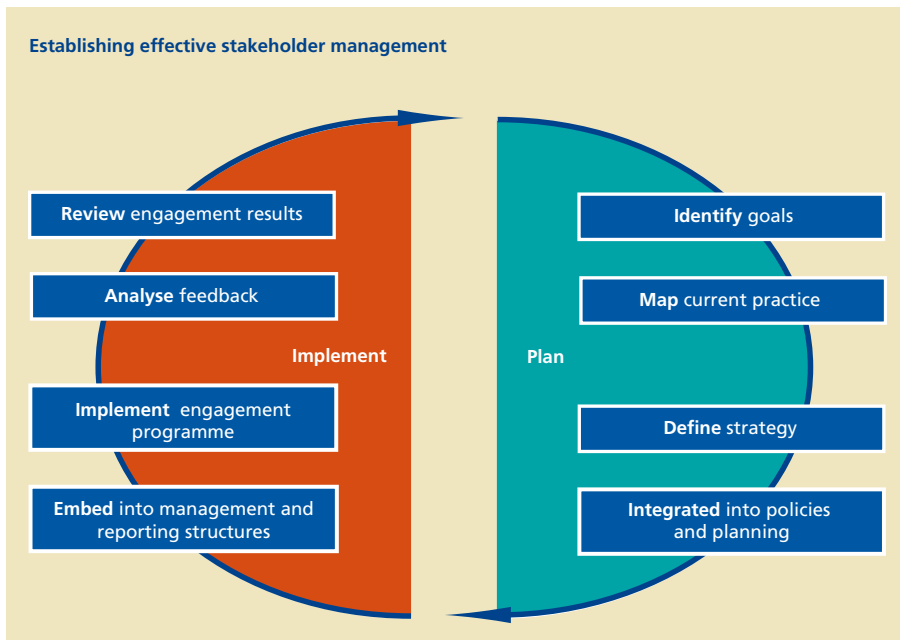 Establishing effective stakeholder management
Review engagement results
Analyse feedback
Implement
Implement engagement
programme
Embed into management and
reporting structures
Identify goals
Map current practice
Plan
Define strategy
Integrated into policies
and planning